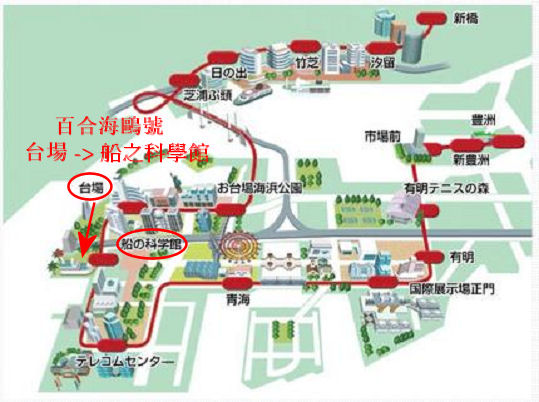 新橋
汐留
竹芝
日の出
芝浦ふ頭
百合海鷗號
台場 -> 船之科學館
豊洲
市場前
新豊洲
台場
お台場海浜公園
有明テニスの森
船の科学館
有明
国際展示場正門
青海
テレコムセンター